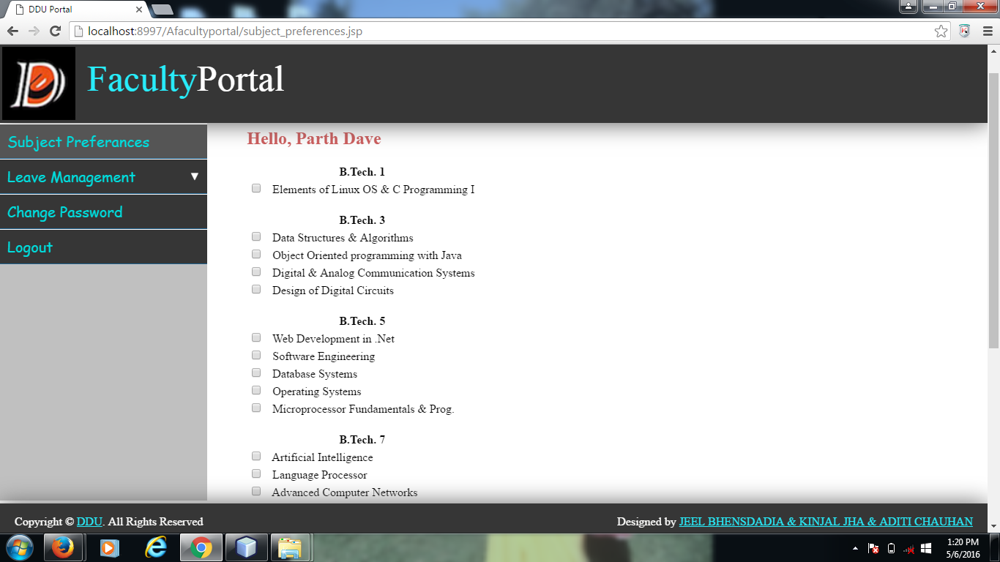 DDU Portal
localhost:8997/Afacultyportal/subject_preferences.jsp
FacultyPortal
Subject Preferances
Leave Management ▼
Change Password
Logout
Hello, Parth Dave
B.Tech. 1
Elements of Linux OS & C Programming I
B.Tech. 3
Data Structures & Algorithms
Object Oriented programming with Java
Digital & Analog Communication Systems
Design of Digital Circuits
B.Tech. 5
Web Development in .Net
Software Engineering
Database Systems
Operating Systems
Microprocessor Fundamentals & Prog.
B.Tech. 7
Artificial Intelligence
Language Processor
Advanced Computer Networks
Copyright © DDU. All Rights Reserved
Designed by JEEL BHENSDADIA & KINJAL JHA & ADITI CHAUHAN
1:20 PM
5/6/2016